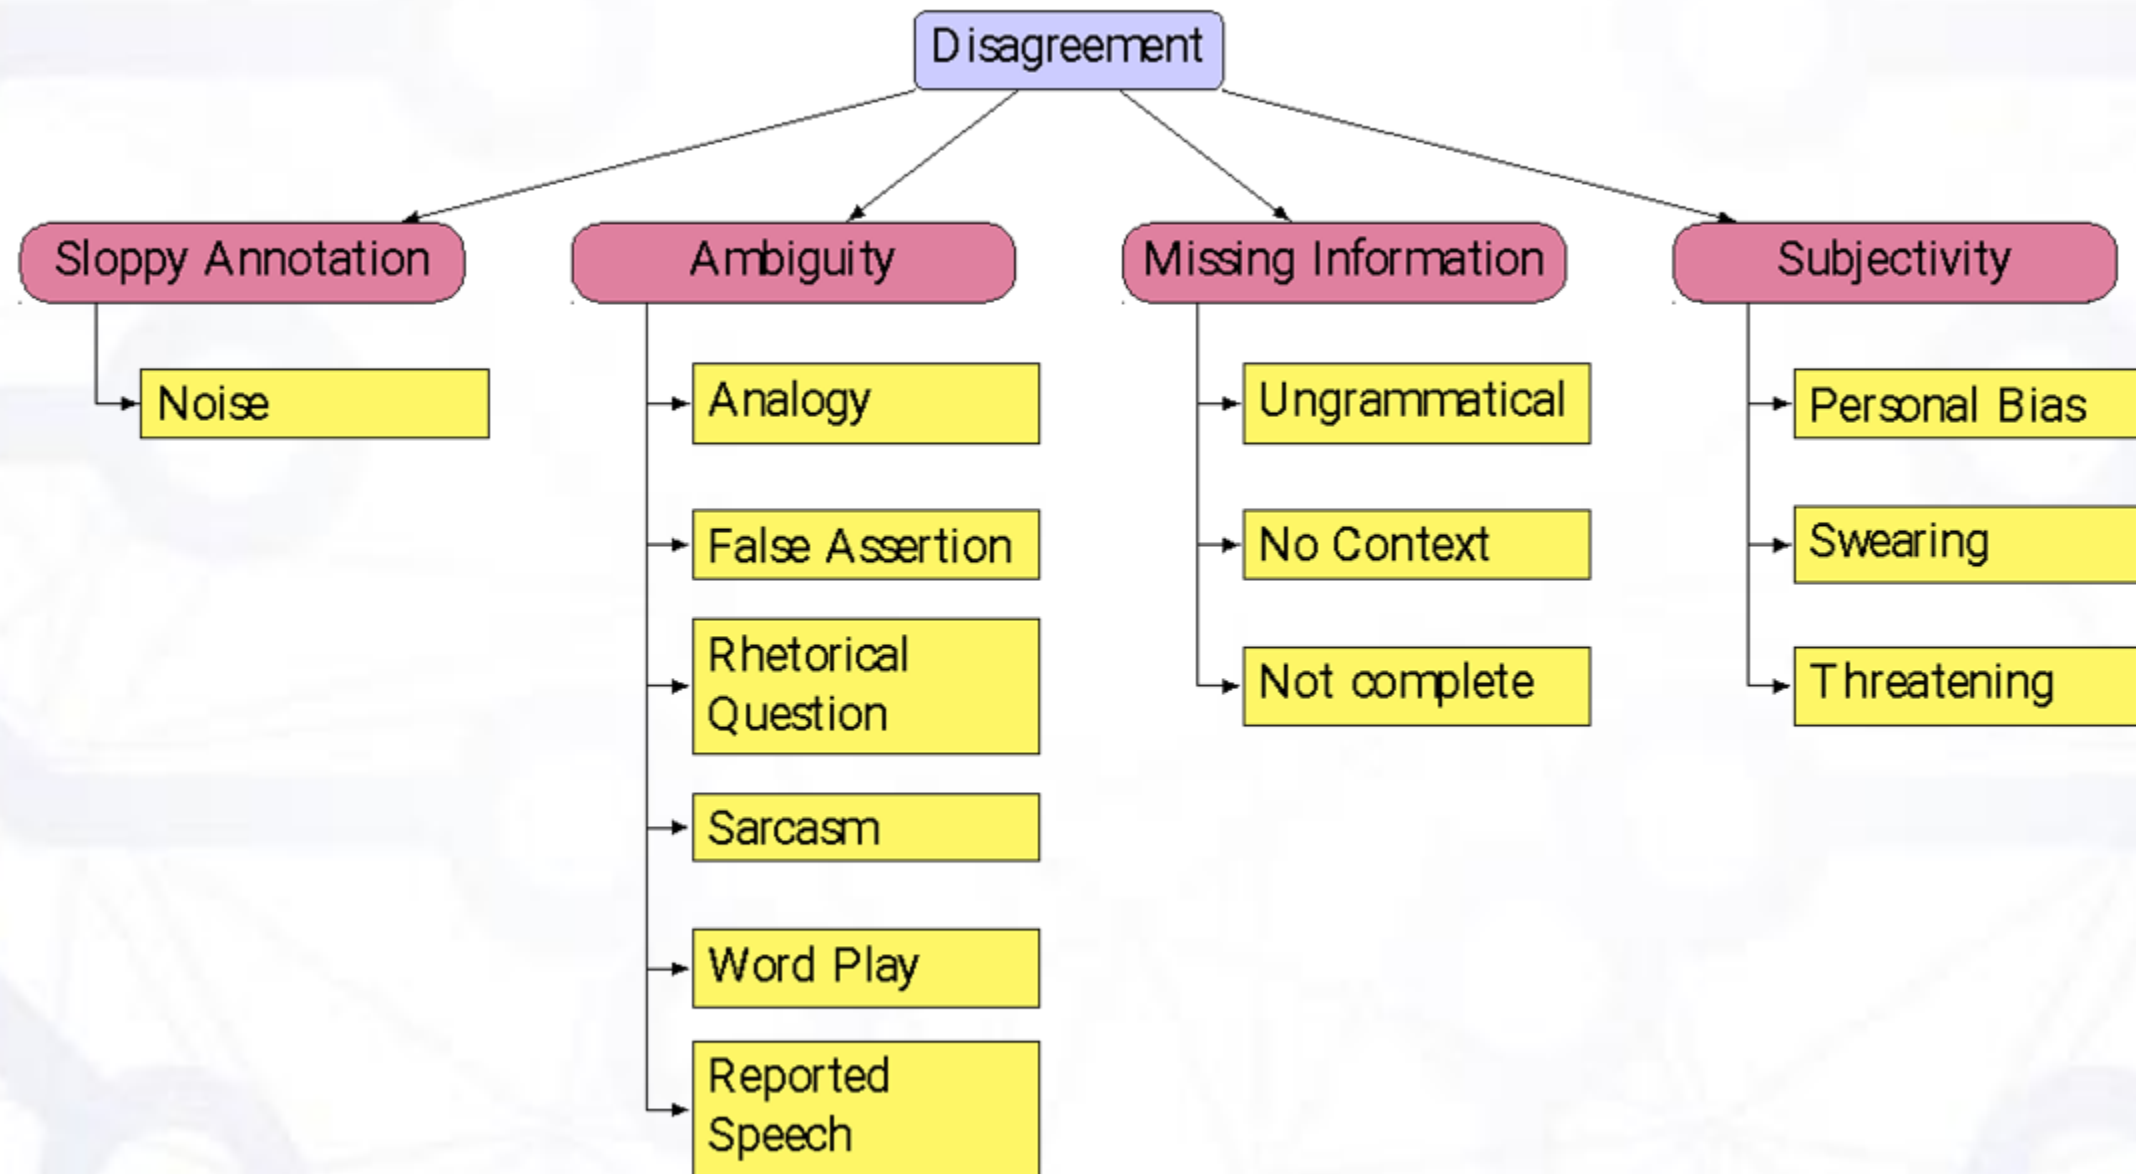 Disagreement
Sloppy Annotation
Noise
Ambiguity
Analogy
False Assertion
Rhetorical
Question
Sarcasm
Word Play
Reported
Speech
Missing Information
Ungrammatical
No Context
Not complete
Subjectivity
Personal Bias
Swearing
Threatening